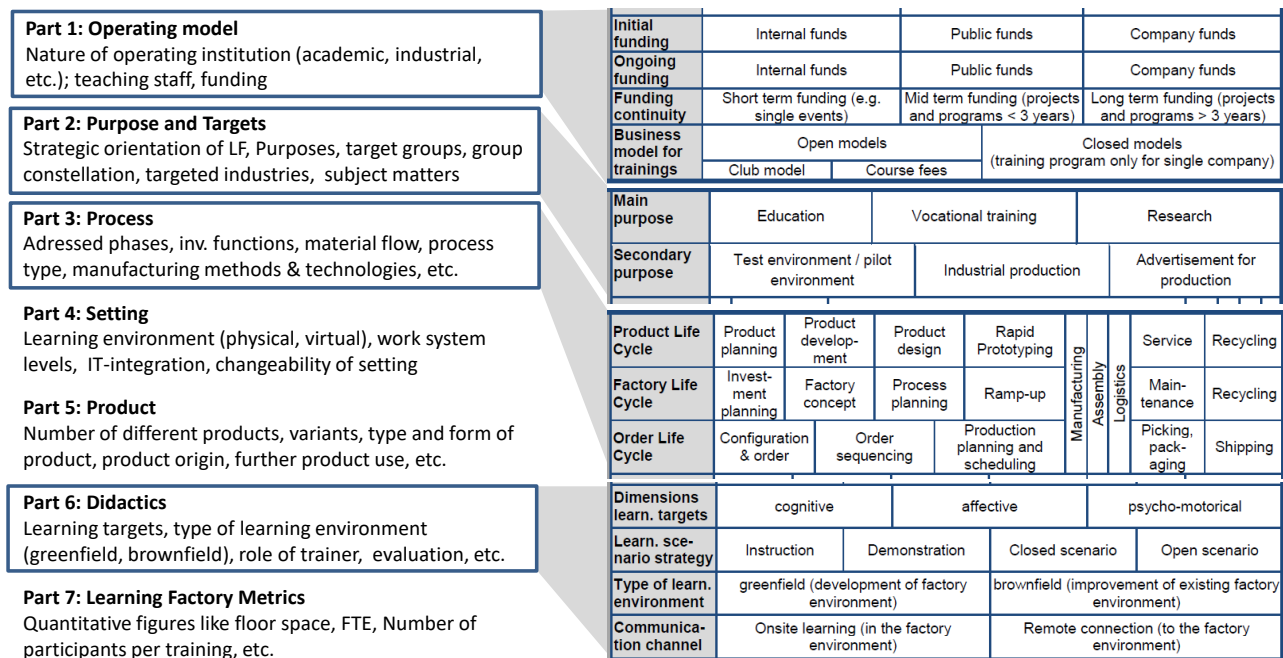 Part 1: Operating model
Nature of operating institution (academic, industrial,
etc.); teaching staff, funding
Part 2: Purpose and Targets
Strategic orientation of LF, Purposes, target groups, group
constellation, targeted industries, subject matters
Part 3: Process
Adressed phases, inv. functions, material flow, process
type, manufacturing methods & technologies, etc.
Part 4: Setting
Learning environment (physical, virtual), work system
levels, IT-integration, changeability of setting
Part 5: Product
Number of different products, variants, type and form of
product, product origin, further product use, etc.
Part 6: Didactics
Learning targets, type of learning environment
(greenfield, brownfield), role of trainer, evaluation, etc.
Part 7: Learning Factory Metrics
Quantitative figures like floor space, FTE, Number of
participants per training, etc.
Initial
funding
Internal funds
Public funds
Company funds
Ongoing
funding
Internal funds
Public funds
Company funds
Funding
continuity
Short term funding (e.g.
single events)
Mid term funding (projects
and programs < 3 years)
Long term funding (projects
and programs > 3 years)
Business
model for
trainings
Open models
Club model
Course fees
Closed models
(training program only for single company)
Main
purpose
Education
Vocational training
Research
Secondary
purpose
Test environment / pilot
environment
Industrial production
Advertisement for
production
Product Life
Cycle
Product
planning
Product
develop-
ment
Product
design
Rapid
Prototyping
Manufacturing
Assembly
Logistics
Service
Recycling
Factory Life
Cycle
Invest-
ment
planning
Factory
concept
Process
planning
Ramp-up
Main-
tenance
Recycling
Order Life
Cycle
Configuration
& order
Order
sequencing
Production
planning and
scheduling
Picking,
pack-
aging
Shipping
Dimensions
learn. targets
cognitive
affective
psycho-motorical
Learn. sce-
nario strategy
Instruction
Demonstration
Closed scenario
Open scenario
Type of learn.
environment
greenfield (development of factory
environment)
brownfield (improvement of existing factory
environment)
Communica-
tion channel
Onsite learning (in the factory
environment)
Remote connection (to the factory
environment)